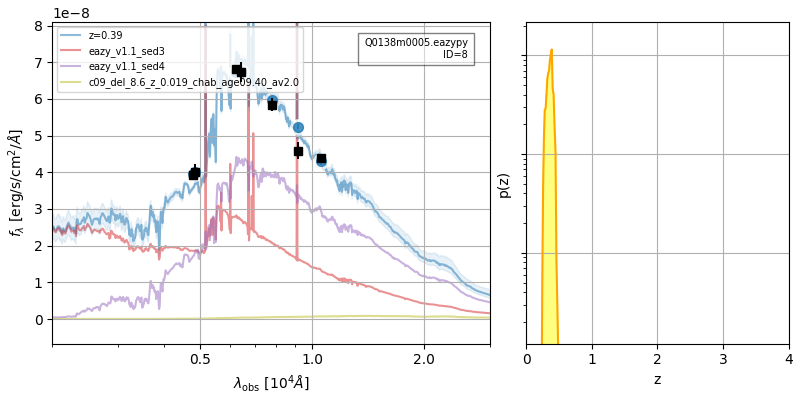 1e−8
8
7
6
5
4
3
2
1
0
fλ [erg/s/cm²/Å]
z=0.39
eazy_v1.1_sed3
eazy_v1.1_sed4
c09_del_8.6_z_0.019_chab_age09.40_av2.0
Q0138m0005.eazypy
ID=8
0.5 1.0 2.0
λobs [10⁴Å]
p(z)
0 1 2 3 4
z